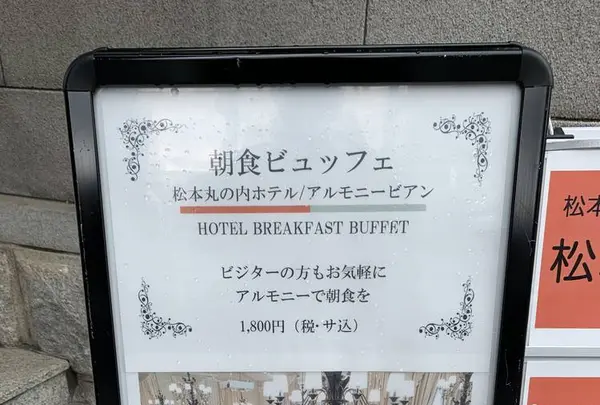 朝食ビュッフェ
松本丸の内ホテル/アルモニービアン
HOTEL BREAKFAST BUFFET
ビジターの方もお気軽に
アルモニーで朝食を
1,800円（税・サ込）
松本
松